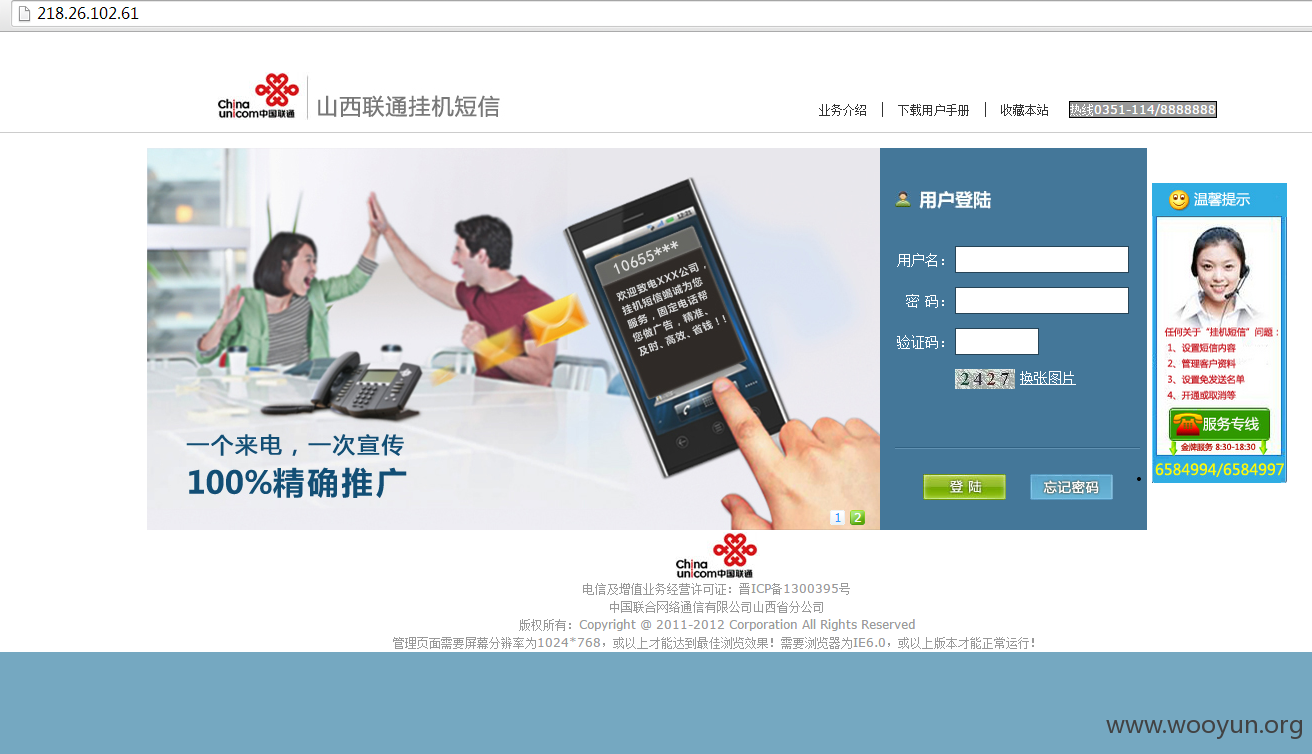 218.26.102.61
China
unicom中国联通
山西联通挂机短信
业务介绍
下载用户手册
收藏本站
热线0351-114/8888888
12:21
10655***
欢迎致电XXX公司，
挂机短信竭诚为您
服务，固定电话帮
您做广告，精准、
及时、高效、省钱！！
一个来电，一次宣传
100%精确推广
1 2
用户登陆
用户名：
密 码：
验证码：
2427 换张图片
登 陆 忘记密码
温馨提示
任何关于“挂机短信”问题：
1、设置短信内容
2、管理客户资料
3、设置免发送名单
4、开通或取消等
服务专线
金牌服务 8:30-18:30
6584994/6584997
China
unicom中国联通
电信及增值业务经营许可证：晋ICP备1300395号
中国联合网络通信有限公司山西省分公司
版权所有：Copyright @ 2011-2012 Corporation All Rights Reserved
管理页面需要屏幕分辨率为1024*768，或以上才能达到最佳浏览效果！需要浏览器为IE6.0，或以上版本才能正常运行！
www.wooyun.org